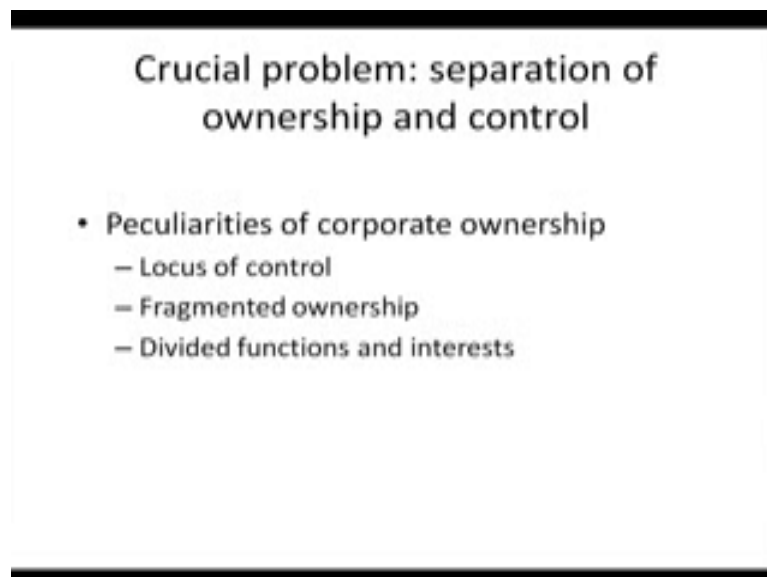 Crucial problem: separation of
ownership and control
• Peculiarities of corporate ownership
– Locus of control
– Fragmented ownership
– Divided functions and interests